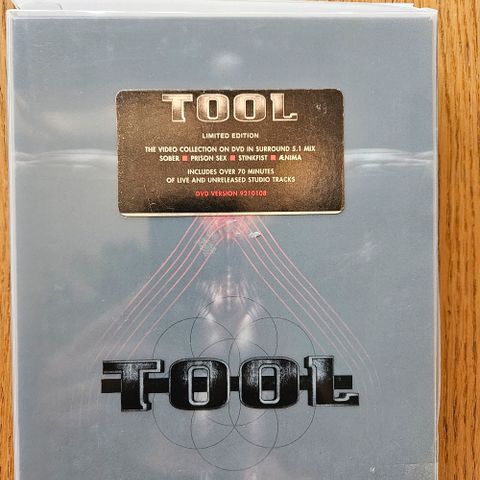 TOOL
LIMITED EDITION
THE VIDEO COLLECTION ON DVD IN SURROUND 5.1 MIX
SOBER ■ PRISON SEX ■ STINKFIST ■ ÆNIMA
INCLUDES OVER 70 MINUTES
OF LIVE AND UNRELEASED STUDIO TRACKS
DVD VERSION 9210108
TOOL